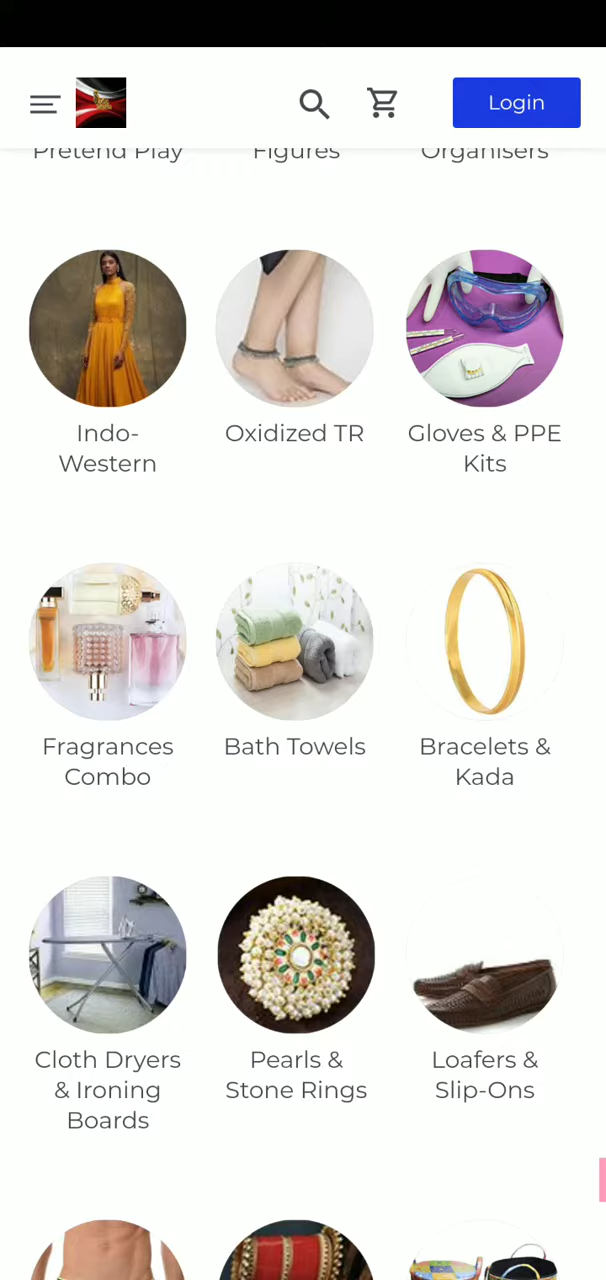 Login
Pretend Play
Figures
Organisers
Indo-
Western
Oxidized TR
Gloves & PPE
Kits
Fragrances
Combo
Bath Towels
Bracelets &
Kada
Cloth Dryers
& Ironing
Boards
Pearls &
Stone Rings
Loafers &
Slip-Ons